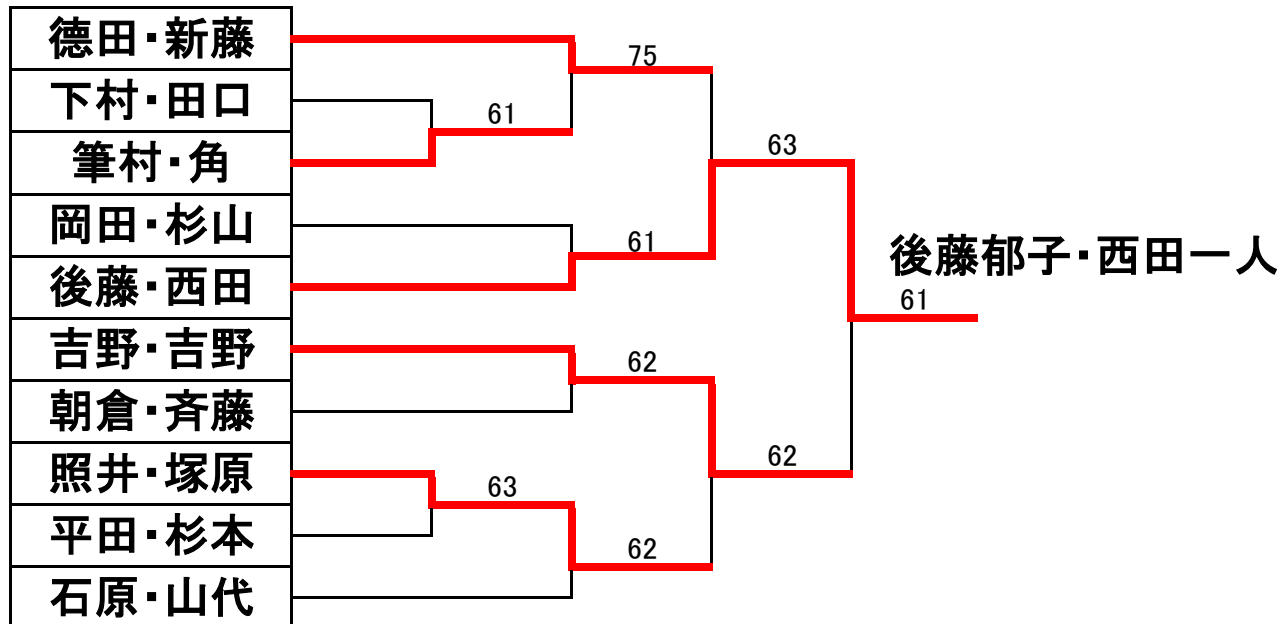 德田・新藤
75
下村・田口
61
筆村・角
63
岡田・杉山
61
後藤郁子・西田一人
後藤・西田
61
吉野・吉野
62
朝倉・斉藤
照井・塚原
62
63
平田・杉本
62
石原・山代